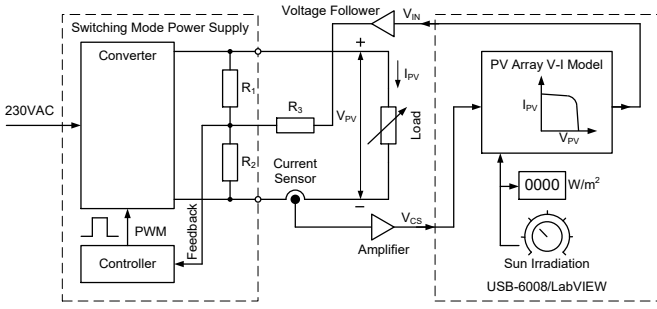 Voltage Follower
V_IN
Switching Mode Power Supply
Converter
PV Array V-I Model
I_PV
R_1
I_PV
V_PV
230VAC
R_3
V_PV
Load
R_2
Current
Sensor
0000 W/m²
V_CS
PWM
Feedback
Amplifier
Controller
Sun Irradiation
USB-6008/LabVIEW